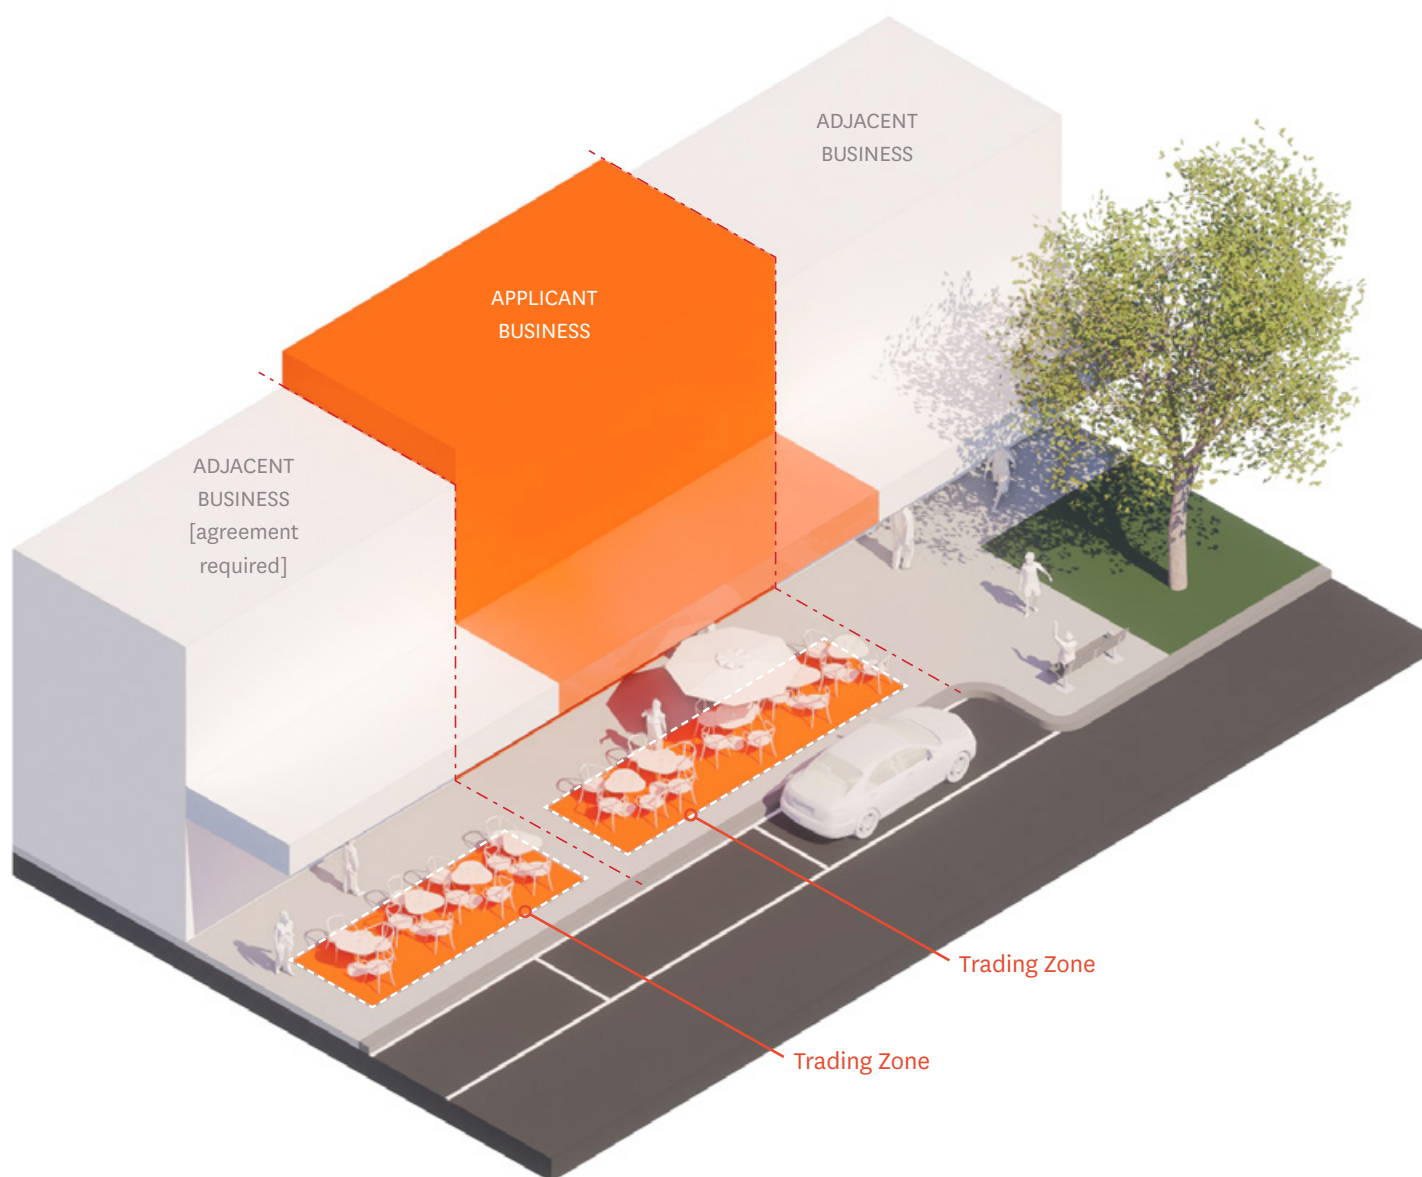 ADJACENT
BUSINESS
APPLICANT
BUSINESS
ADJACENT
BUSINESS
[agreement
required]
Trading Zone
Trading Zone